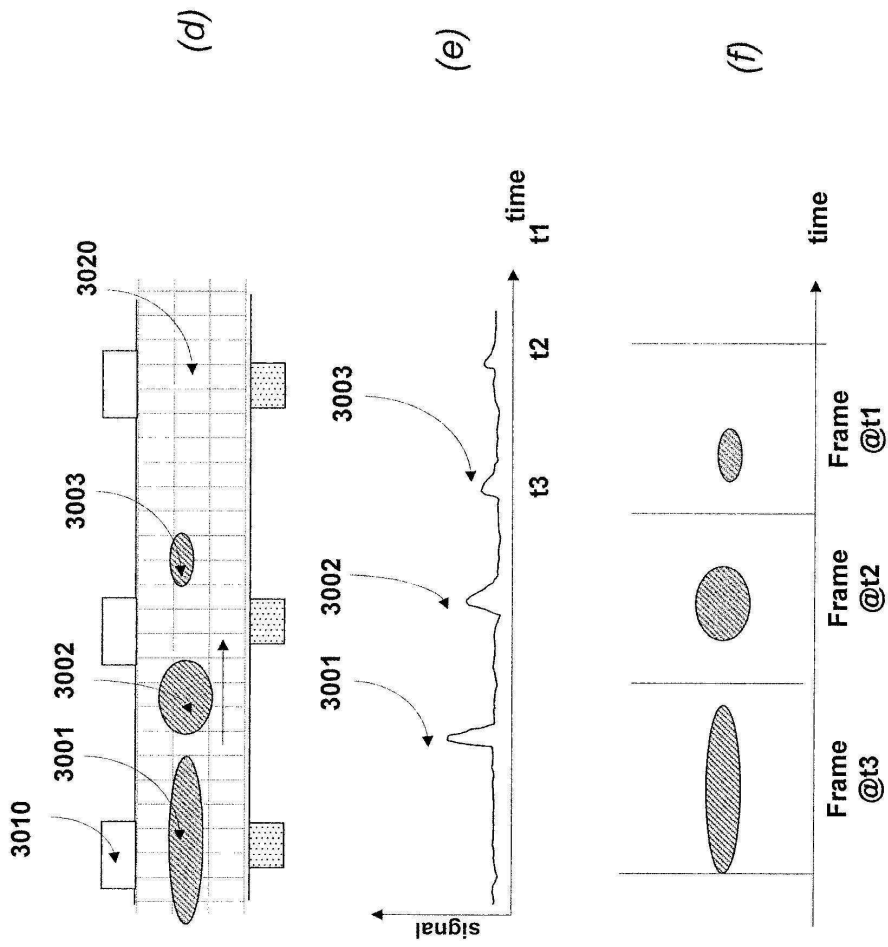 3010
3001
3002
3003
3020
(d)
signal
3001
3002
3003
t3
t2
t1
time
(e)
Frame
@t3
Frame
@t2
Frame
@t1
time
(f)